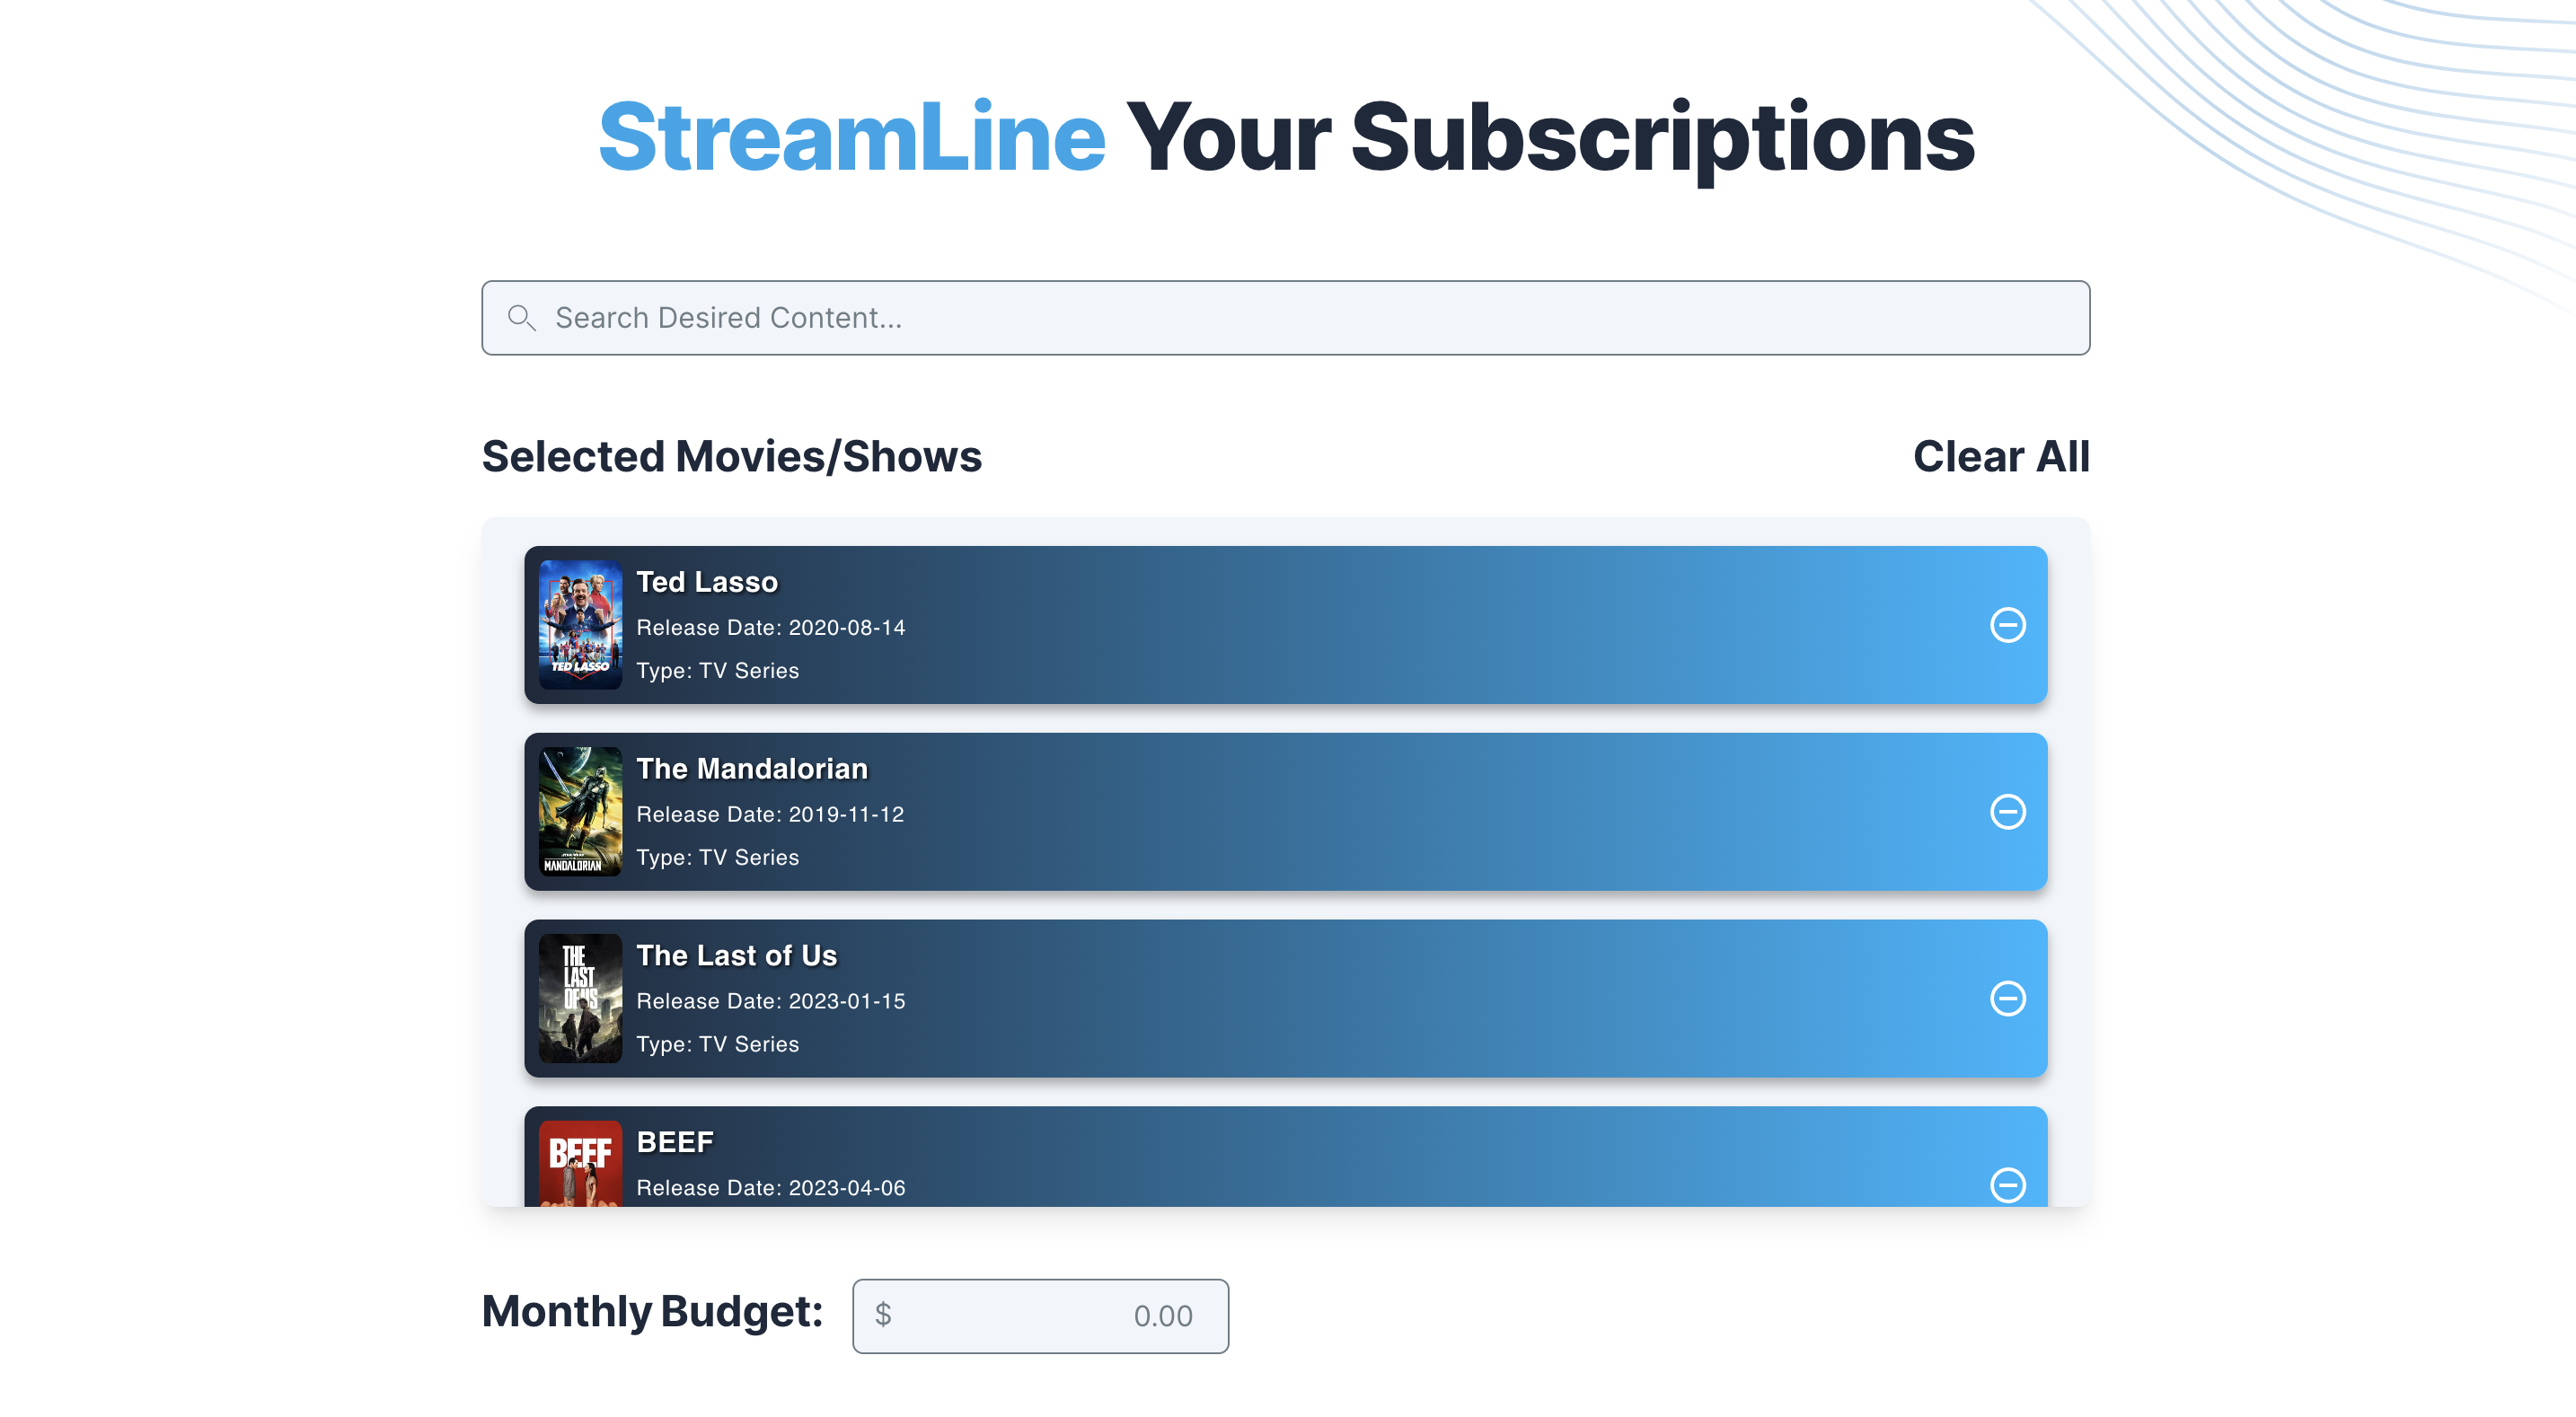 StreamLine Your Subscriptions
Search Desired Content...
Selected Movies/Shows
Clear All
TED LASSO
Ted Lasso
Release Date: 2020-08-14
Type: TV Series
STAR WARS
MANDALORIAN
The Mandalorian
Release Date: 2019-11-12
Type: TV Series
THE
LAST
OF US
The Last of Us
Release Date: 2023-01-15
Type: TV Series
BEEF
BEEF
Release Date: 2023-04-06
Monthly Budget:
$ 0.00